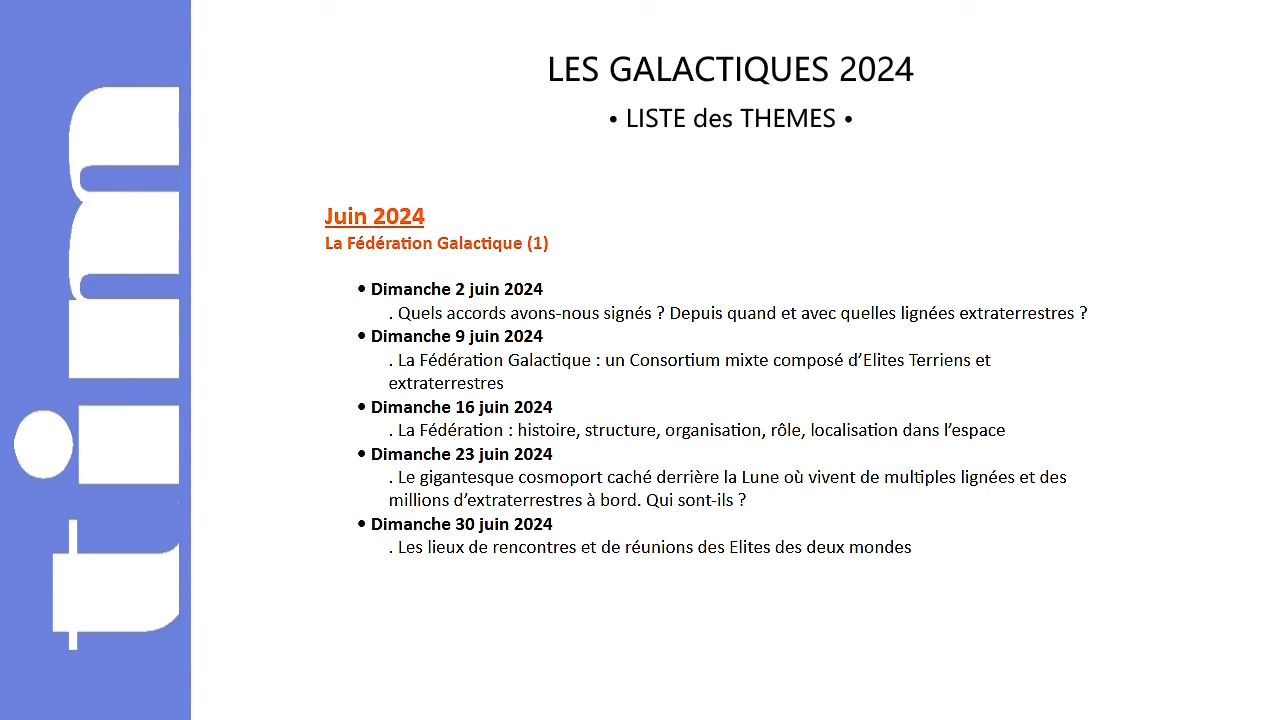 tim
LES GALACTIQUES 2024
• LISTE des THEMES •
Juin 2024
La Fédération Galactique (1)
• Dimanche 2 juin 2024
. Quels accords avons-nous signés ? Depuis quand et avec quelles lignées extraterrestres ?
• Dimanche 9 juin 2024
. La Fédération Galactique : un Consortium mixte composé d’Elites Terriens et
extraterrestres
• Dimanche 16 juin 2024
. La Fédération : histoire, structure, organisation, rôle, localisation dans l’espace
• Dimanche 23 juin 2024
. Le gigantesque cosmoport caché derrière la Lune où vivent de multiples lignées et des
millions d’extraterrestres à bord. Qui sont-ils ?
• Dimanche 30 juin 2024
. Les lieux de rencontres et de réunions des Elites des deux mondes